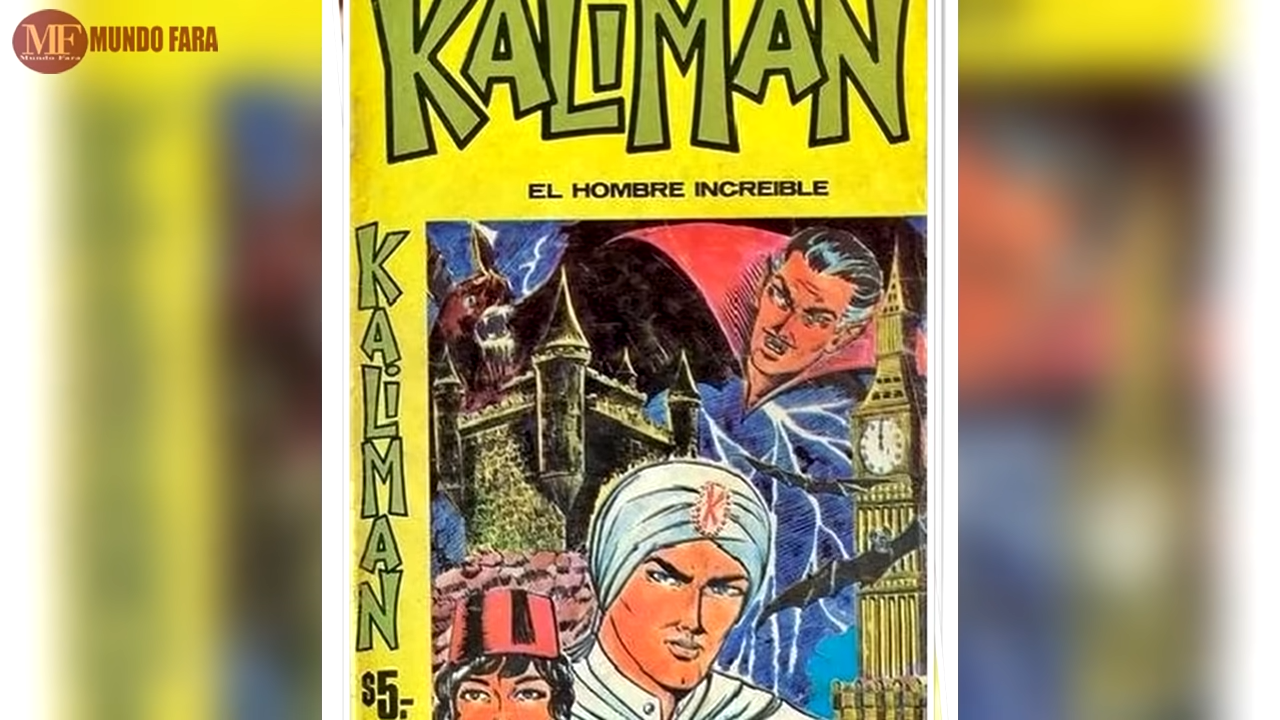 MF
Mundo Fara
MUNDO FARA
KALIMAN
EL HOMBRE INCREIBLE
KALIMAN
K
$5.-